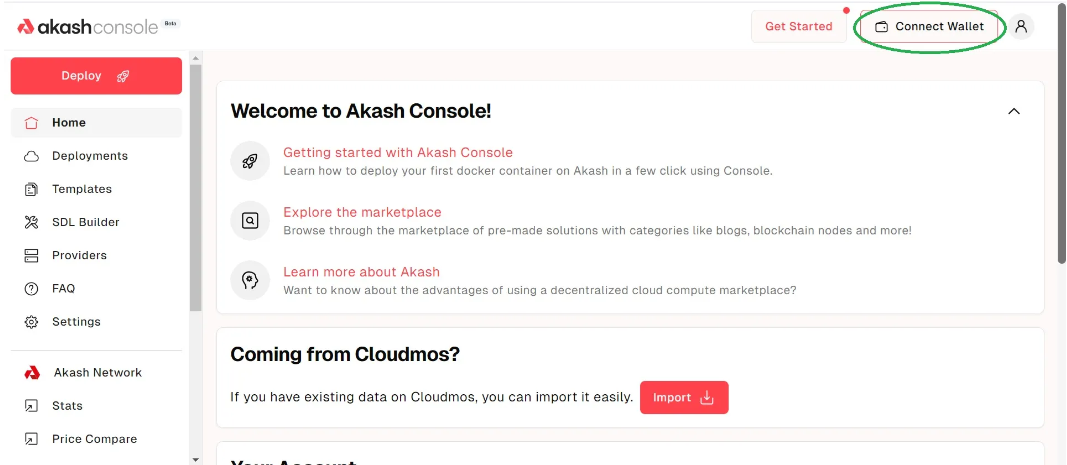 akashconsole Beta
Get Started
Connect Wallet
Deploy
Home
Deployments
Templates
SDL Builder
Providers
FAQ
Settings
Akash Network
Stats
Price Compare
Welcome to Akash Console!
Getting started with Akash Console
Learn how to deploy your first docker container on Akash in a few click using Console.
Explore the marketplace
Browse through the marketplace of pre-made solutions with categories like blogs, blockchain nodes and more!
Learn more about Akash
Want to know about the advantages of using a decentralized cloud compute marketplace?
Coming from Cloudmos?
If you have existing data on Cloudmos, you can import it easily.
Import
Your Account